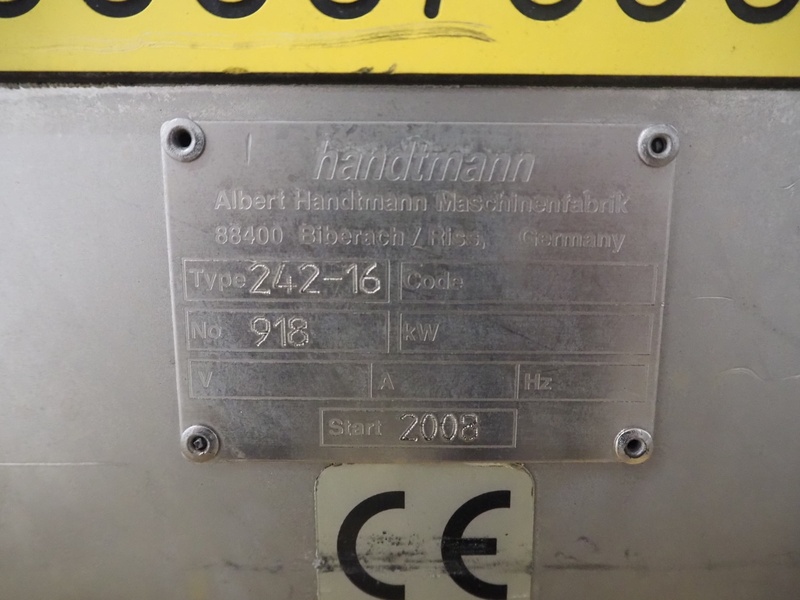 handtmann
Albert Handtmann Maschinenfabrik
88400 Biberach / Riss, Germany
Type 242-16 Code
No 918 kW
V A Hz
Start 2008
CE